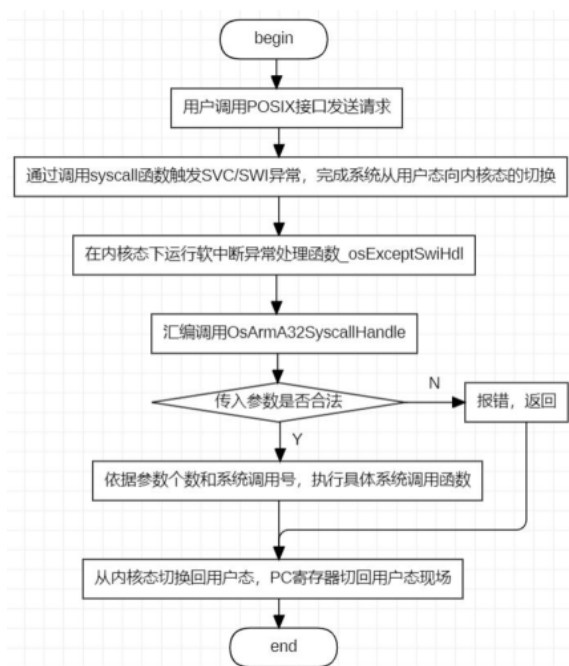 begin
用户调用POSIX接口发送请求
通过调用syscall函数触发SVC/SWI异常，完成系统从用户态向内核态的切换
在内核态下运行软中断异常处理函数_osExceptSwiHdl
汇编调用OsArmA32SyscallHandle
传入参数是否合法
N
报错，返回
Y
依据参数个数和系统调用号，执行具体系统调用函数
从内核态切换回用户态，PC寄存器切回用户态现场
end